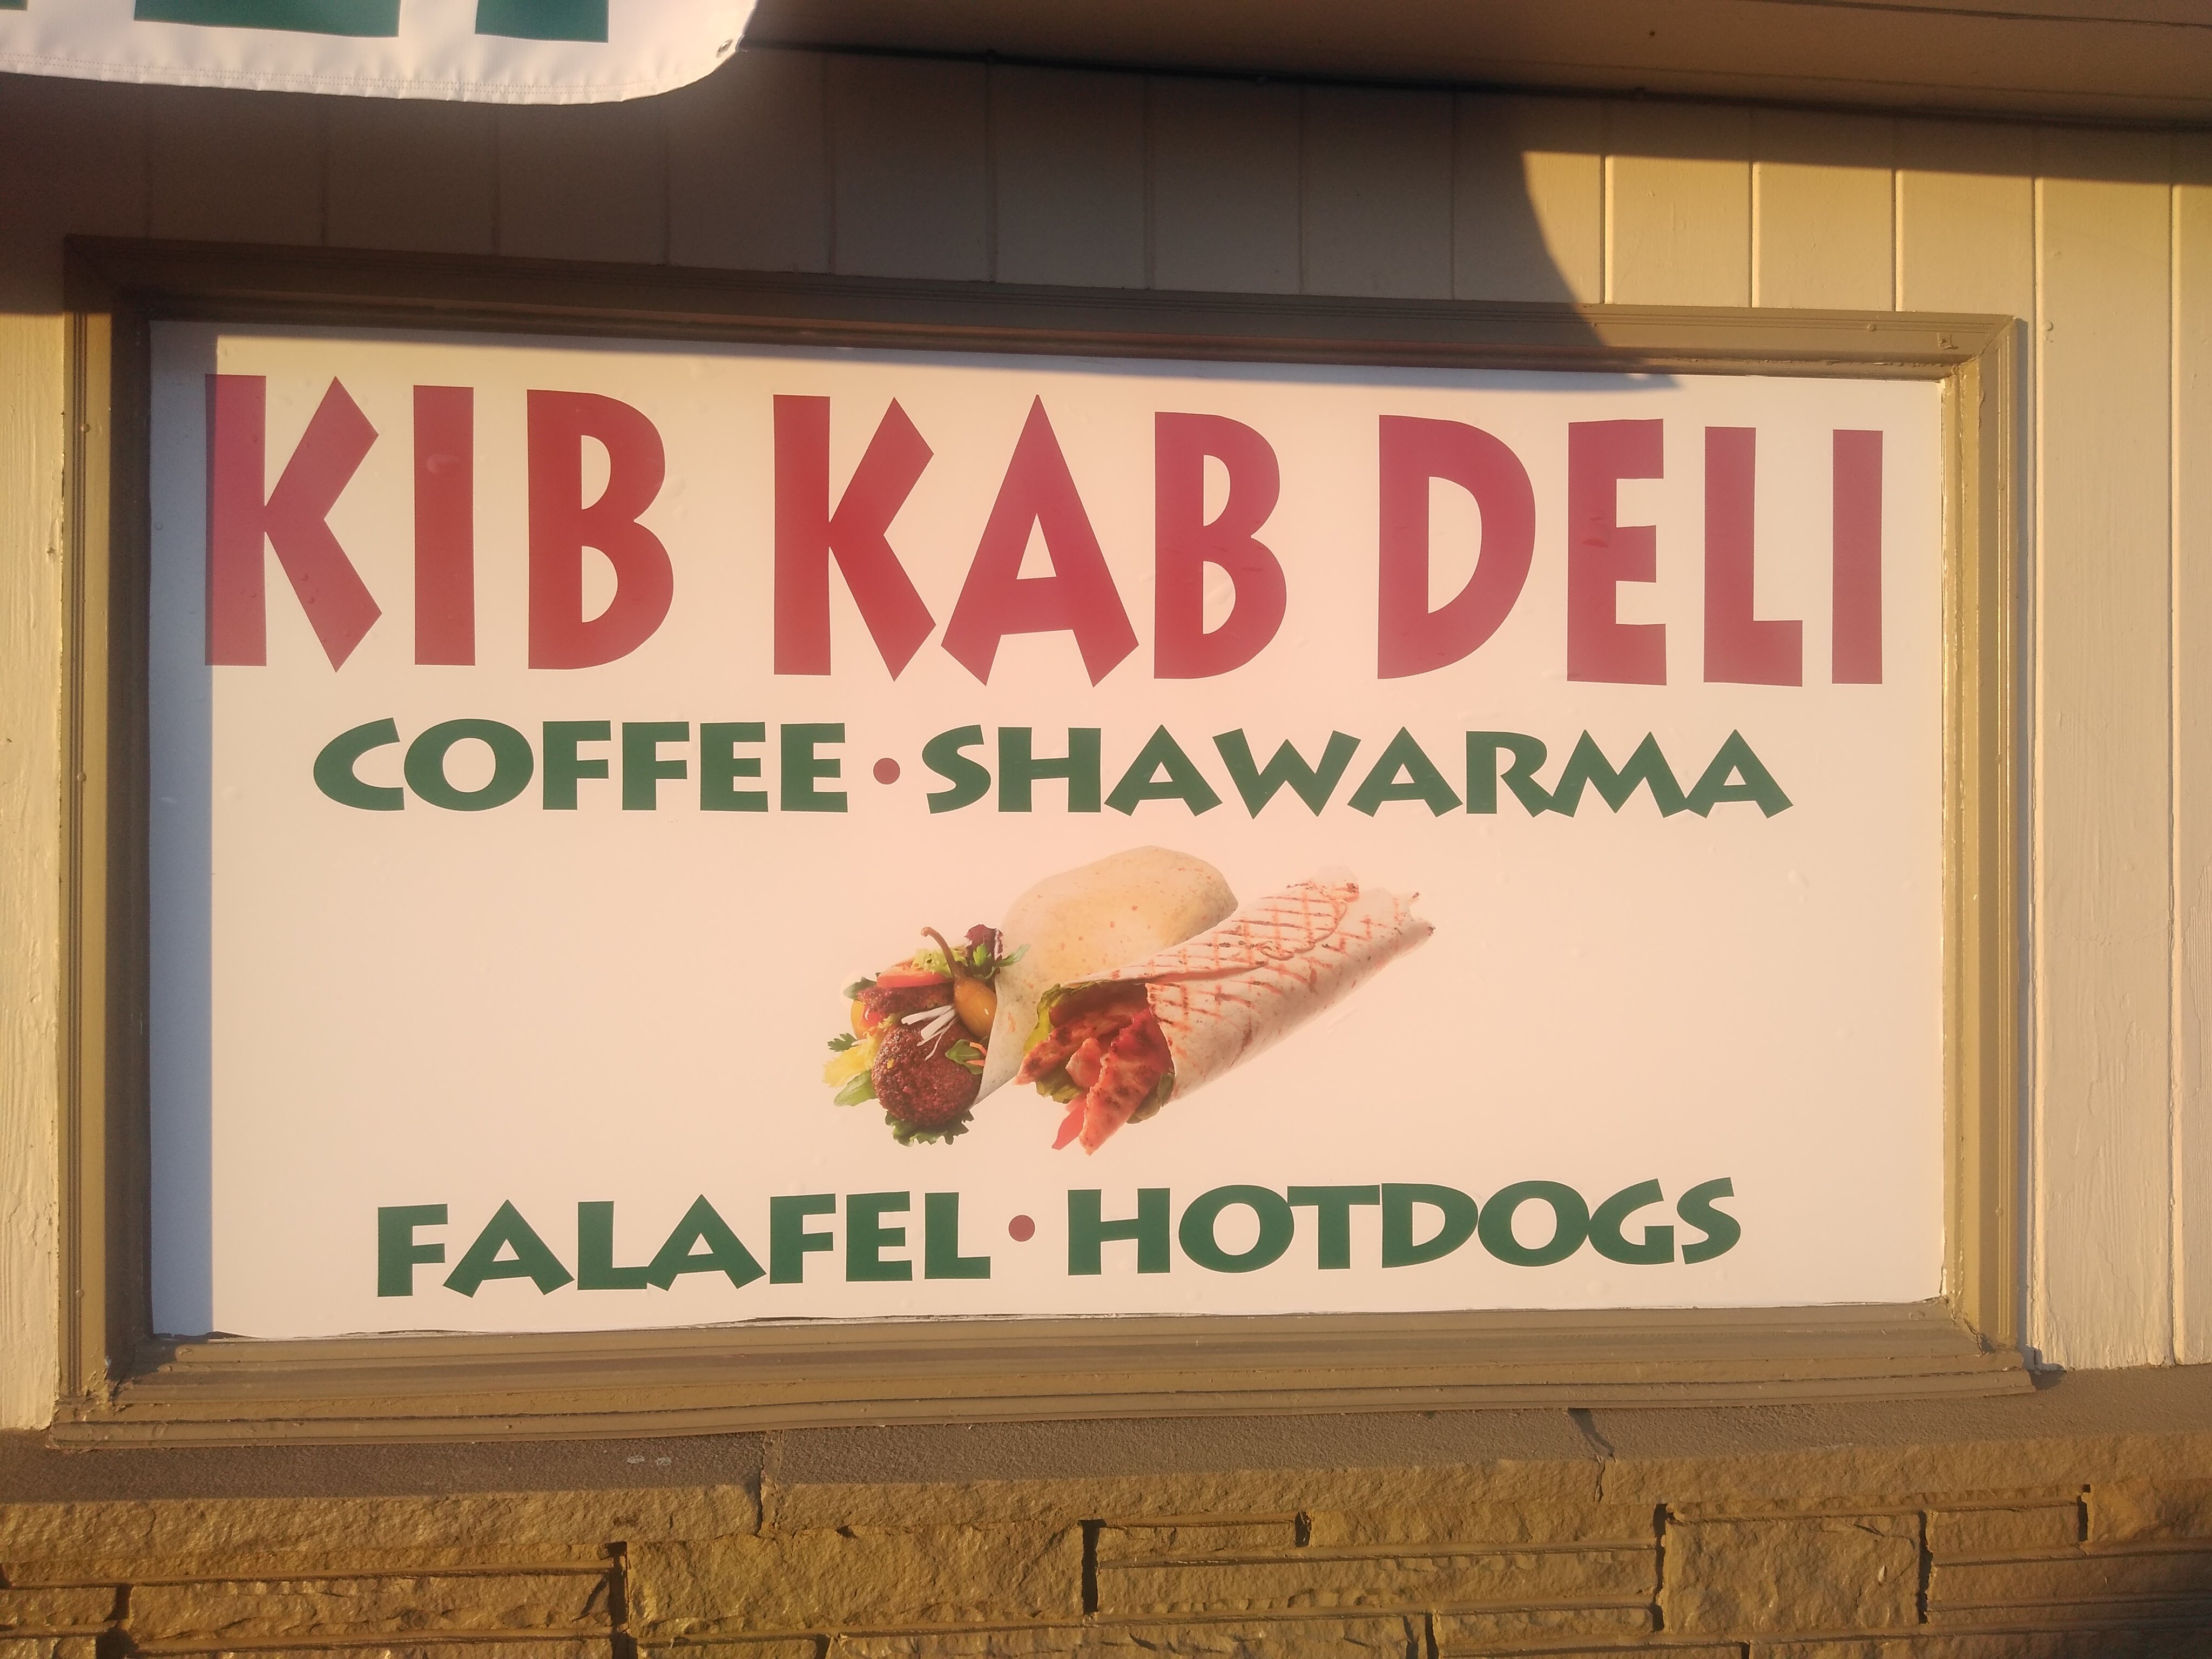 KIB KAB DELI
COFFEE • SHAWARMA
FALAFEL • HOTDOGS